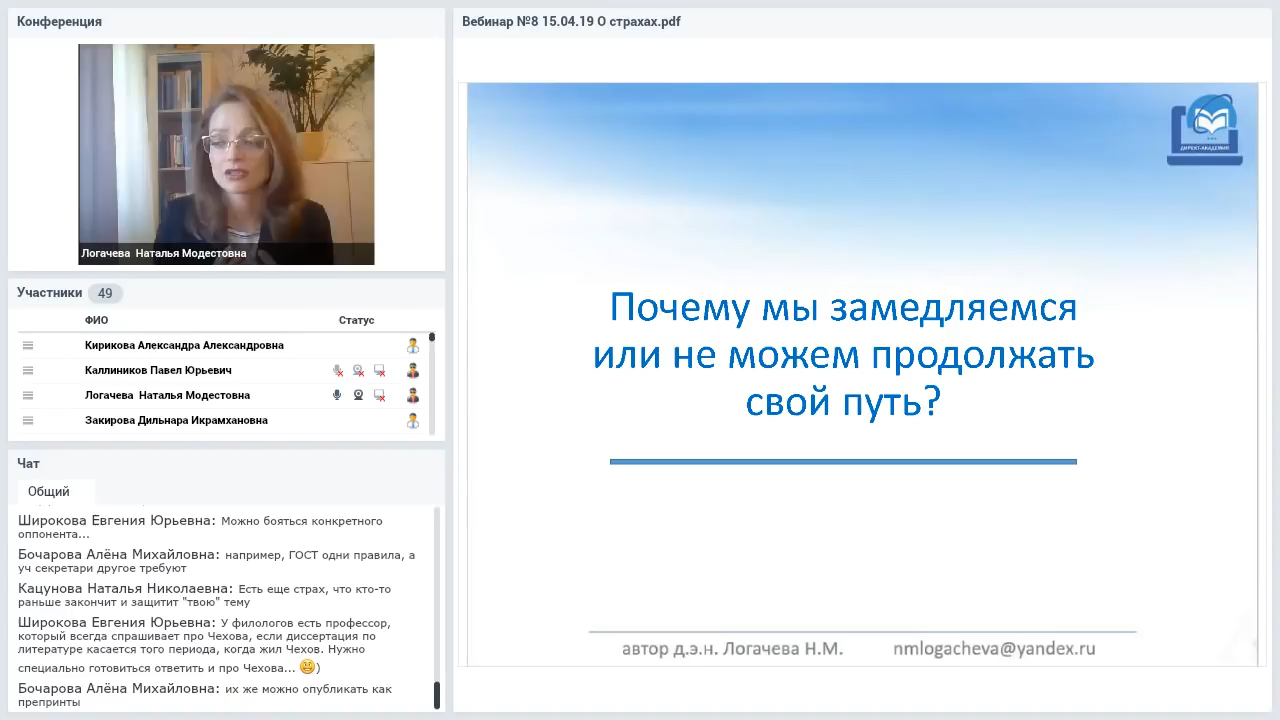 Конференция
Логачева  Наталья Модестовна
Участники 49
ФИО Статус
Кирикова Александра Александровна
Каллиников Павел Юрьевич
Логачева  Наталья Модестовна
Закирова Дильнара Икрамхановна
Чат
Общий
Широкова Евгения Юрьевна: Можно бояться конкретного
оппонента...
Бочарова Алёна Михайловна: например, ГОСТ одни правила, а
уч секретари другое требуют
Кацунова Наталья Николаевна: Есть еще страх, что кто-то
раньше закончит и защитит "твою" тему
Широкова Евгения Юрьевна: У филологов есть профессор,
который всегда спрашивает про Чехова, если диссертация по
литературе касается того периода, когда жил Чехов. Нужно
специально готовиться ответить и про Чехова... )
Бочарова Алёна Михайловна: их же можно опубликать как
препринты
Вебинар №8 15.04.19 О страхах.pdf
ДИРЕКТ-АКАДЕМИЯ
Почему мы замедляемся
или не можем продолжать
свой путь?
автор д.э.н. Логачева Н.М. nmlogacheva@yandex.ru